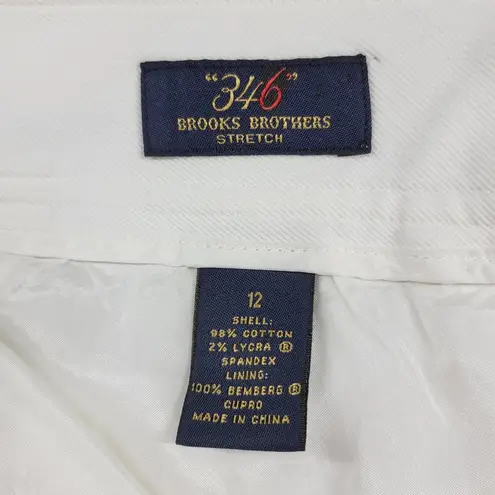 "346"
BROOKS BROTHERS
STRETCH
12
SHELL:
98% COTTON
2% LYCRA ®
SPANDEX
LINING:
100% BEMBERG ®
CUPRO
MADE IN CHINA